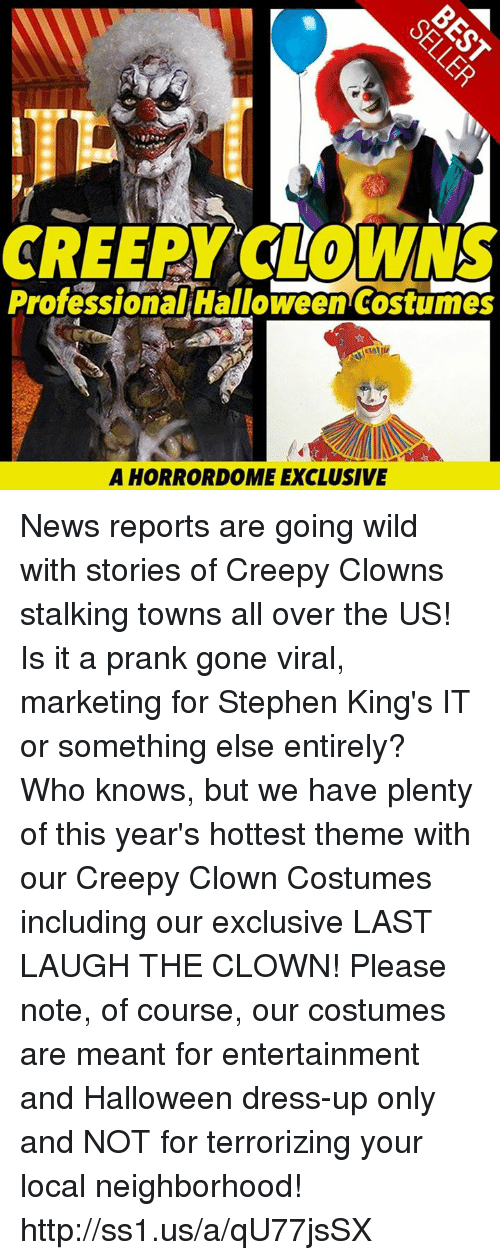 BEST
SELLER
CREEPY CLOWNS
Professional Halloween Costumes
A HORRORDOME EXCLUSIVE
News reports are going wild
with stories of Creepy Clowns
stalking towns all over the US!
Is it a prank gone viral,
marketing for Stephen King's IT
or something else entirely?
Who knows, but we have plenty
of this year's hottest theme with
our Creepy Clown Costumes
including our exclusive LAST
LAUGH THE CLOWN! Please
note, of course, our costumes
are meant for entertainment
and Halloween dress-up only
and NOT for terrorizing your
local neighborhood!
http://ss1.us/a/qU77jsSX